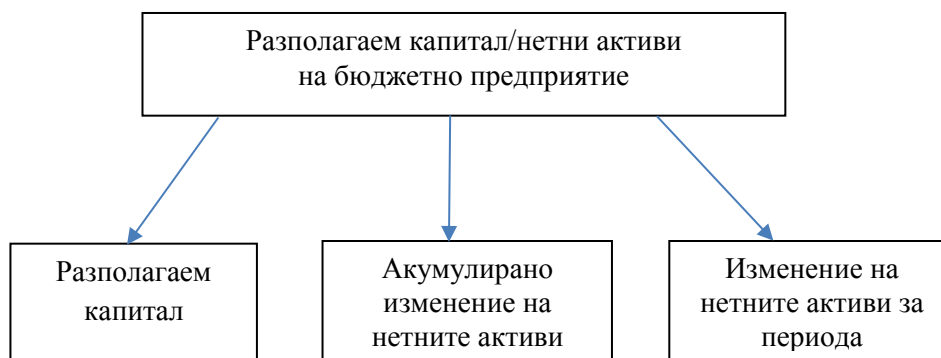 Разполагаем капитал/нетни активи
на бюджетно предприятие
Разполагаем
капитал
Акумулирано
изменение на
нетните активи
Изменение на
нетните активи за
периода